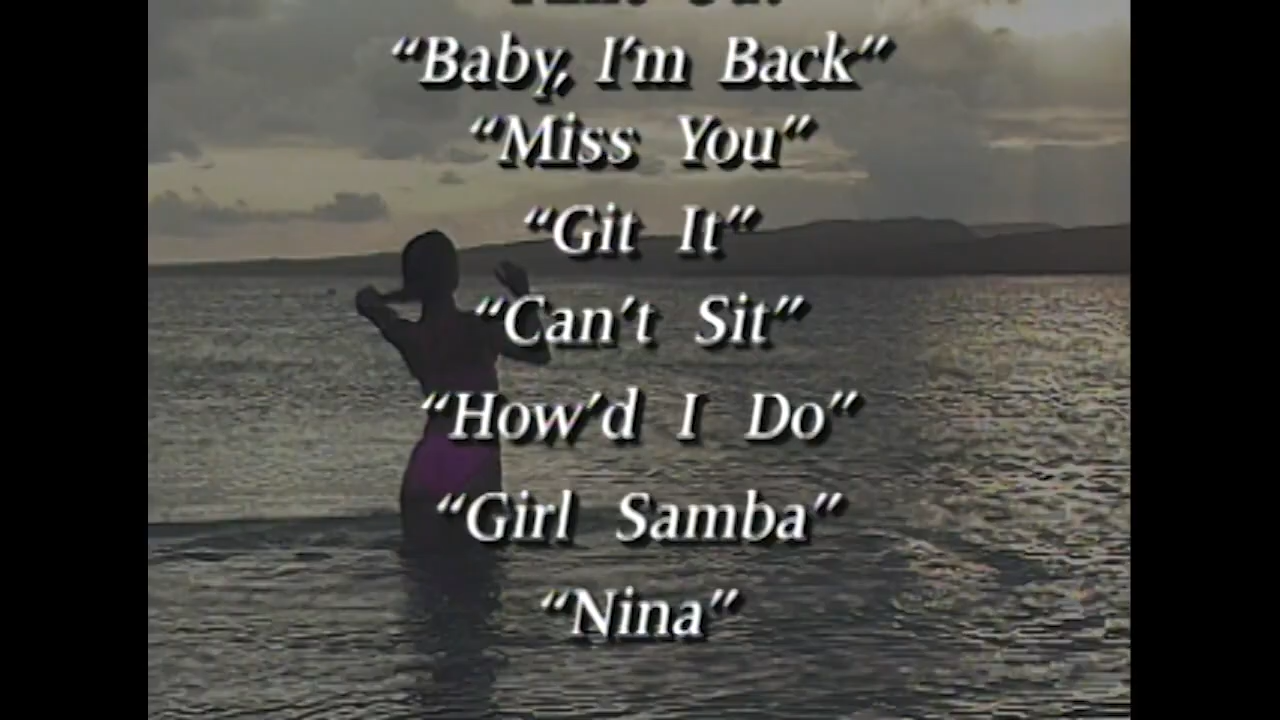 “Baby, I’m Back”
“Miss You”
“Git It”
“Can’t Sit”
“How’d I Do”
“Girl Samba”
“Nina”